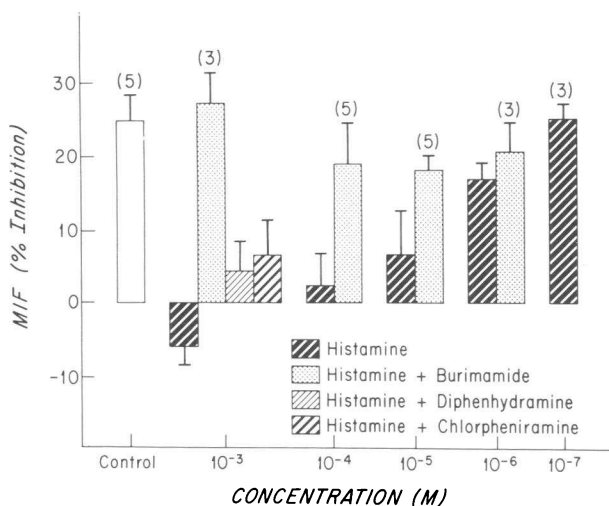 MIF (% Inhibition)
30
20
10
0
-10
(5)
(3)
(5)
(5)
(3)
(3)
Histamine
Histamine + Burimamide
Histamine + Diphenhydramine
Histamine + Chlorpheniramine
Control
10-3
10-4
10-5
10-6
10-7
CONCENTRATION (M)